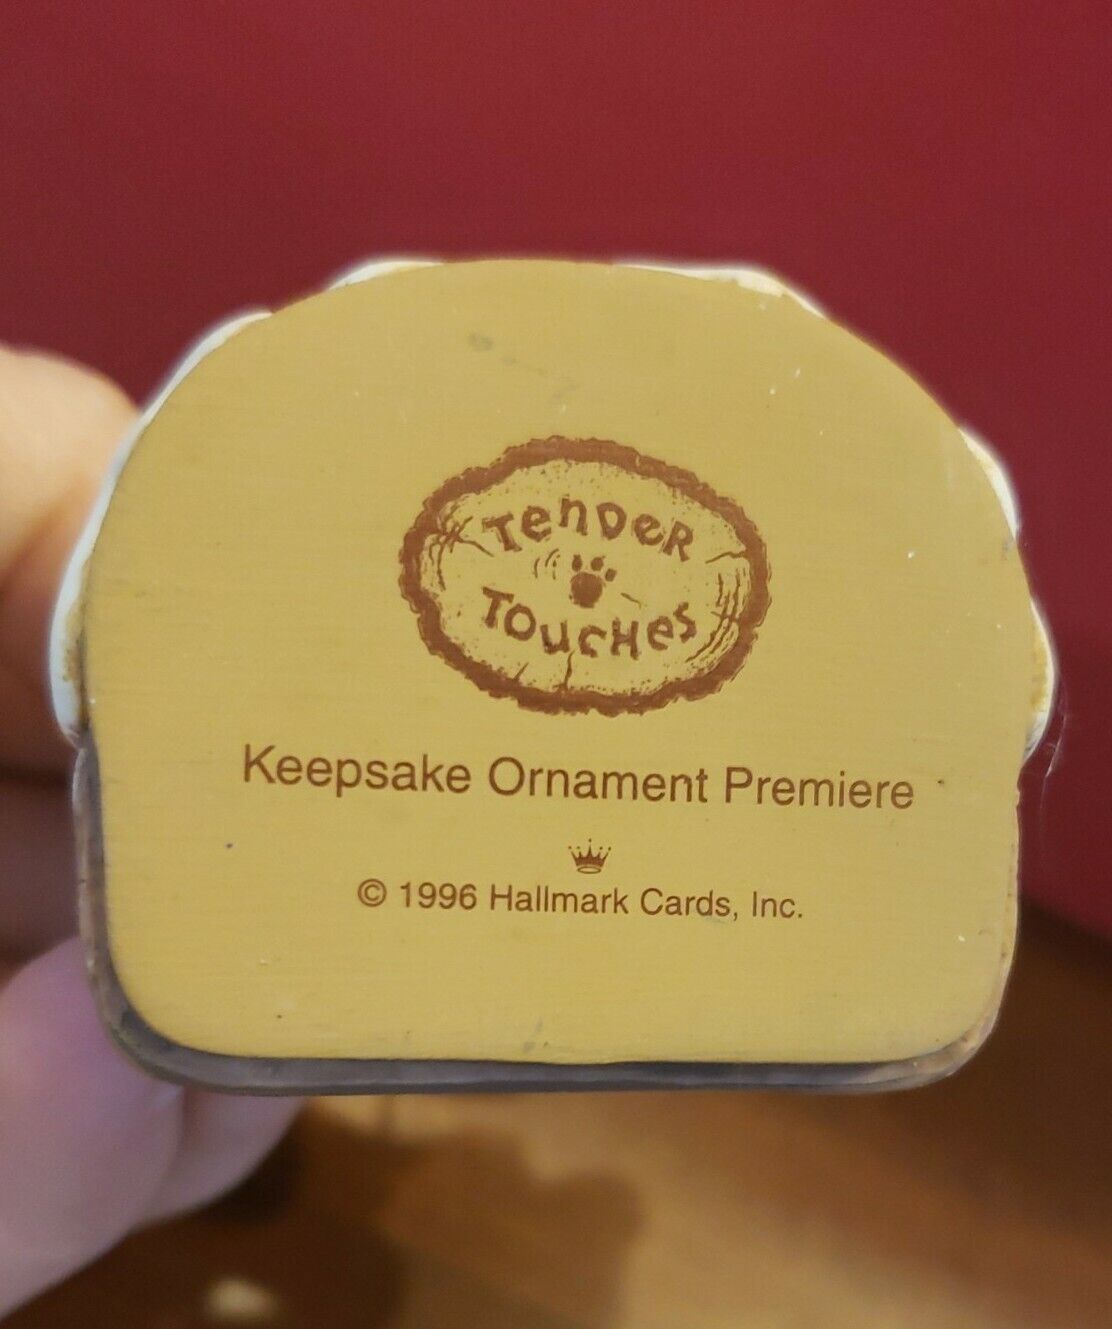 TenDeR
TOucHes
Keepsake Ornament Premiere
© 1996 Hallmark Cards, Inc.